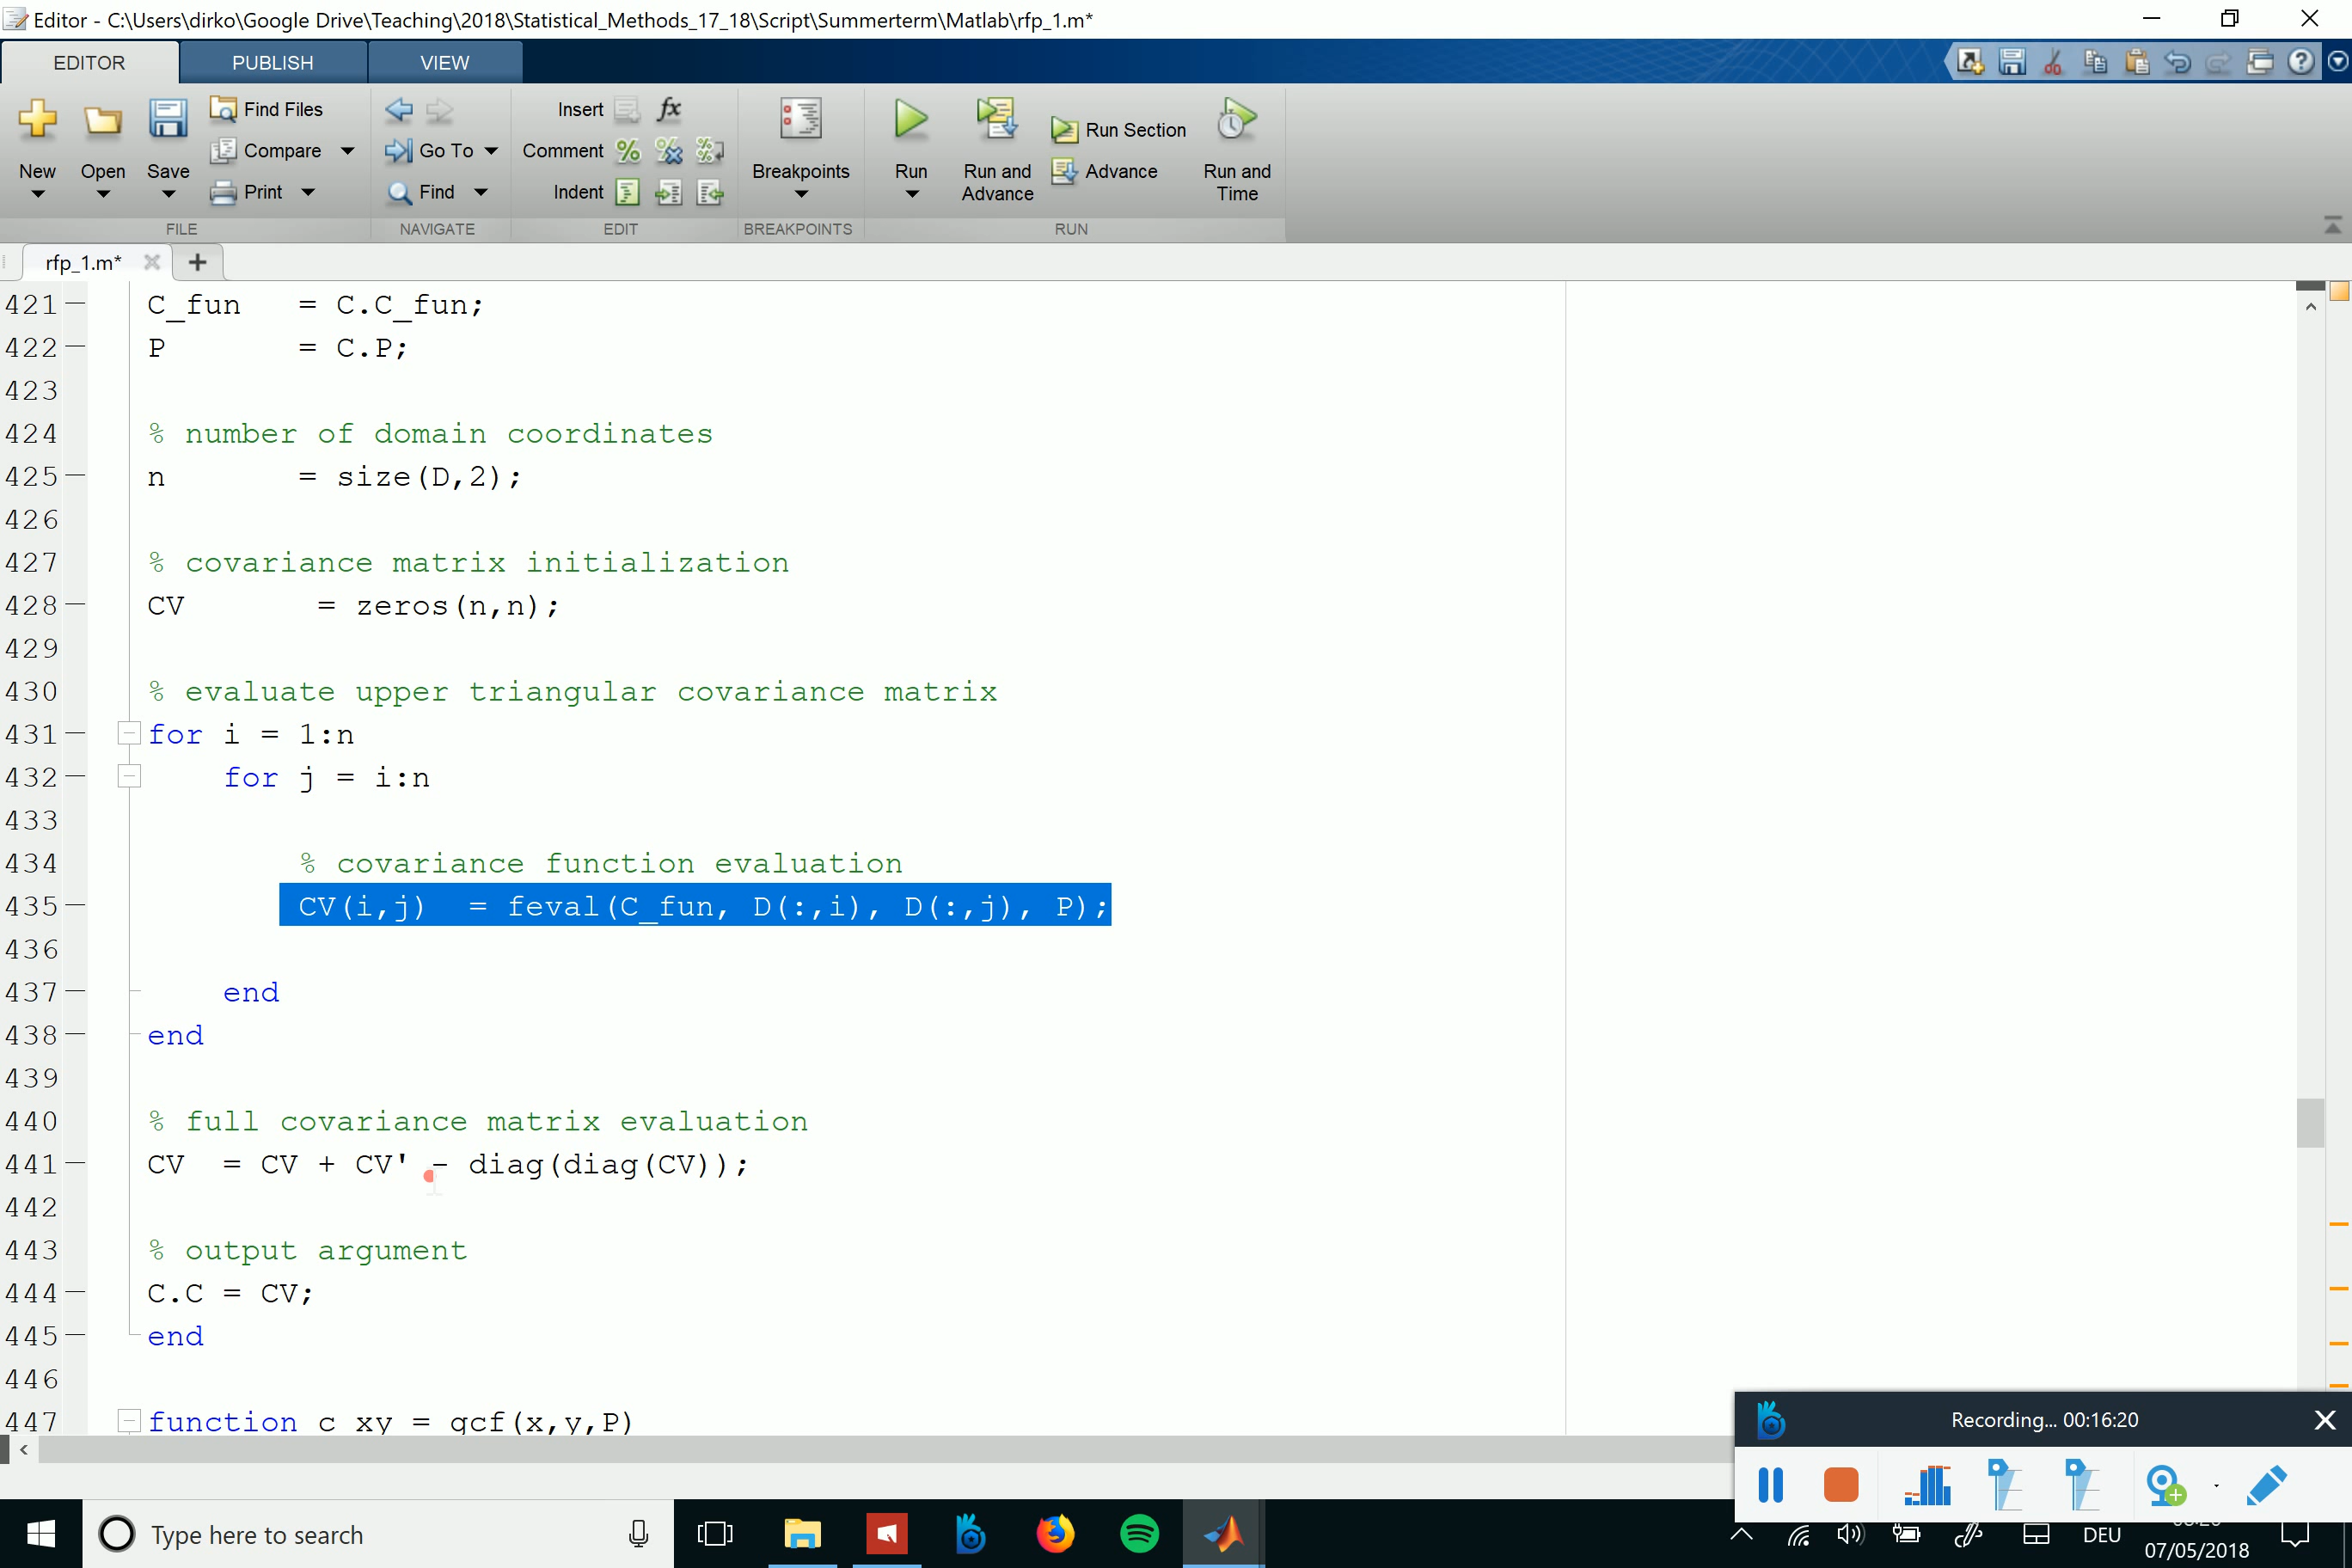 Editor - C:\Users\dirko\Google Drive\Teaching\2018\Statistical_Methods_17_18\Script\Summerterm\Matlab\rfp_1.m*
EDITOR PUBLISH VIEW
New Open Save
Find Files
Compare
Print
FILE
Go To
Find
NAVIGATE
Insert fx
Comment
Indent
EDIT
Breakpoints
BREAKPOINTS
Run
Run and Advance
Run Section
Advance
Run and Time
RUN
rfp_1.m* +
421 C_fun = C.C_fun;
422 P = C.P;
423
424 % number of domain coordinates
425 n = size(D,2);
426
427 % covariance matrix initialization
428 CV = zeros(n,n);
429
430 % evaluate upper triangular covariance matrix
431 for i = 1:n
432 for j = i:n
433
434 % covariance function evaluation
435 CV(i,j) = feval(C_fun, D(:,i), D(:,j), P);
436
437 end
438 end
439
440 % full covariance matrix evaluation
441 CV = CV + CV' - diag(diag(CV));
442
443 % output argument
444 C.C = CV;
445 end
446
447 function c_xy = gcf(x,y,P)
Recording... 00:16:20
Type here to search
DEU
07/05/2018